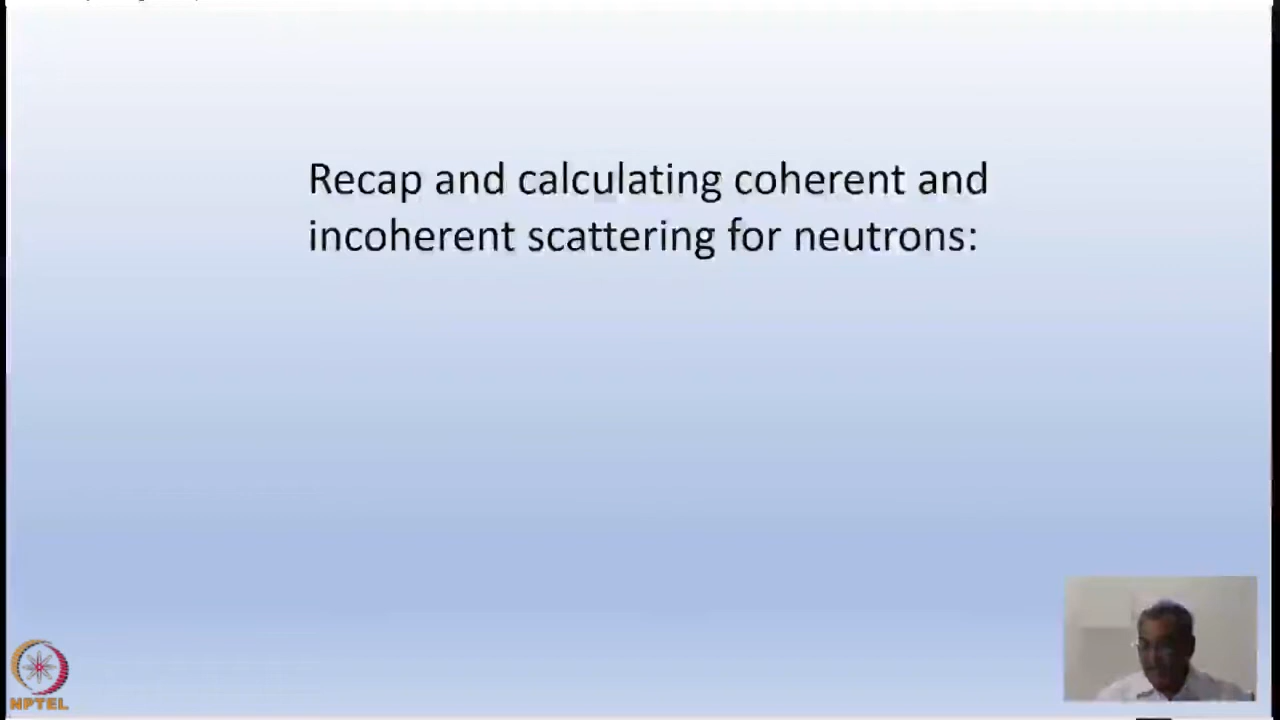 Recap and calculating coherent and
incoherent scattering for neutrons:
NPTEL